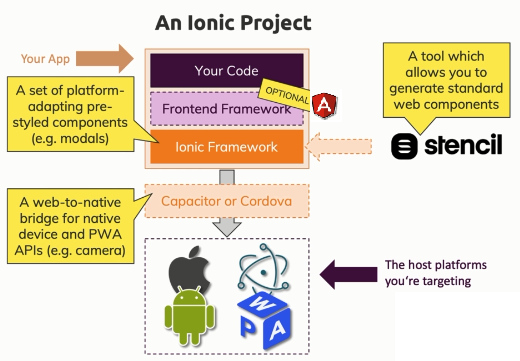 An Ionic Project
Your App
Your Code
OPTIONAL
Frontend Framework
Ionic Framework
A set of platform-
adapting pre-
styled components
(e.g. modals)
A tool which
allows you to
generate standard
web components
stencil
Capacitor or Cordova
A web-to-native
bridge for native
device and PWA
APIs (e.g. camera)
W
P A
The host platforms
you're targeting